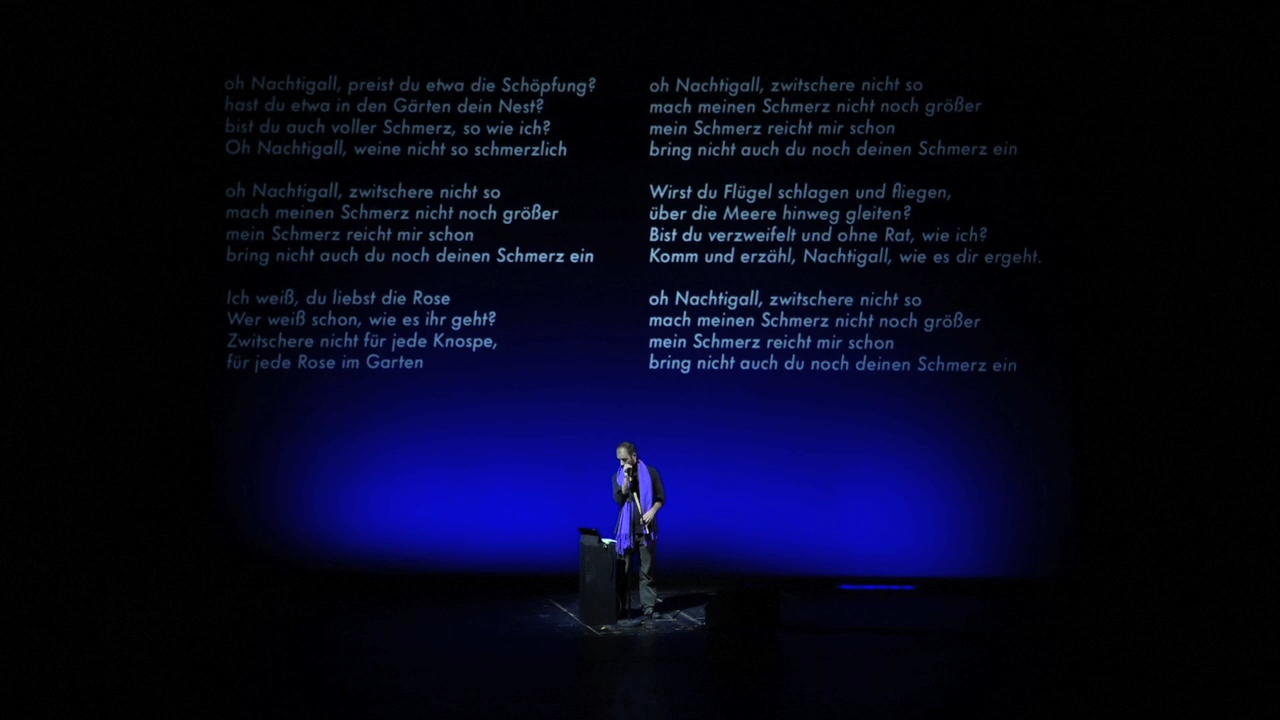 oh Nachtigall, preist du etwa die Schöpfung?
hast du etwa in den Gärten dein Nest?
bist du auch voller Schmerz, so wie ich?
Oh Nachtigall, weine nicht so schmerzlich
oh Nachtigall, zwitschere nicht so
mach meinen Schmerz nicht noch größer
mein Schmerz reicht mir schon
bring nicht auch du noch deinen Schmerz ein
Ich weiß, du liebst die Rose
Wer weiß schon, wie es ihr geht?
Zwitschere nicht für jede Knospe,
für jede Rose im Garten
oh Nachtigall, zwitschere nicht so
mach meinen Schmerz nicht noch größer
mein Schmerz reicht mir schon
bring nicht auch du noch deinen Schmerz ein
Wirst du Flügel schlagen und fliegen,
über die Meere hinweg gleiten?
Bist du verzweifelt und ohne Rat, wie ich?
Komm und erzähl, Nachtigall, wie es dir ergeht.
oh Nachtigall, zwitschere nicht so
mach meinen Schmerz nicht noch größer
mein Schmerz reicht mir schon
bring nicht auch du noch deinen Schmerz ein